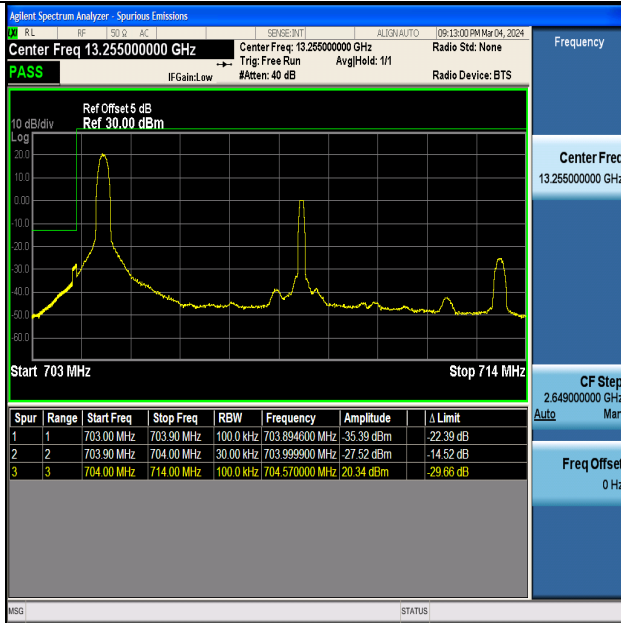 Agilent Spectrum Analyzer - Spurious Emissions
RL RF 50 Ω AC SENSE:INT ALIGN AUTO 09:13:00 PM Mar 04, 2024
Center Freq 13.255000000 GHz
Center Freq: 13.255000000 GHz
Radio Std: None
Trig: Free Run Avg|Hold: 1/1
PASS
IFGain:Low
#Atten: 40 dB
Radio Device: BTS
Ref Offset 5 dB
10 dB/div Ref 30.00 dBm
Log
20.0
10.0
0.00
-10.0
-20.0
-30.0
-40.0
-50.0
-60.0
Start 703 MHz Stop 714 MHz
Spur Range Start Freq Stop Freq RBW Frequency Amplitude Δ Limit
1 1 703.00 MHz 703.90 MHz 100.0 kHz 703.894600 MHz -35.39 dBm -22.39 dB
2 2 703.90 MHz 704.00 MHz 30.00 kHz 703.999900 MHz -27.52 dBm -14.52 dB
3 3 704.00 MHz 714.00 MHz 100.0 kHz 704.570000 MHz 20.34 dBm -29.66 dB
MSG STATUS
Frequency
Center Freq
13.255000000 GHz
CF Step
2.649000000 GHz
Auto Man
Freq Offset
0 Hz